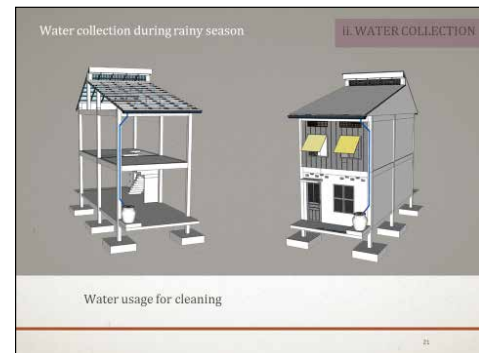 Water collection during rainy season
ii. WATER COLLECTION
Water usage for cleaning
21